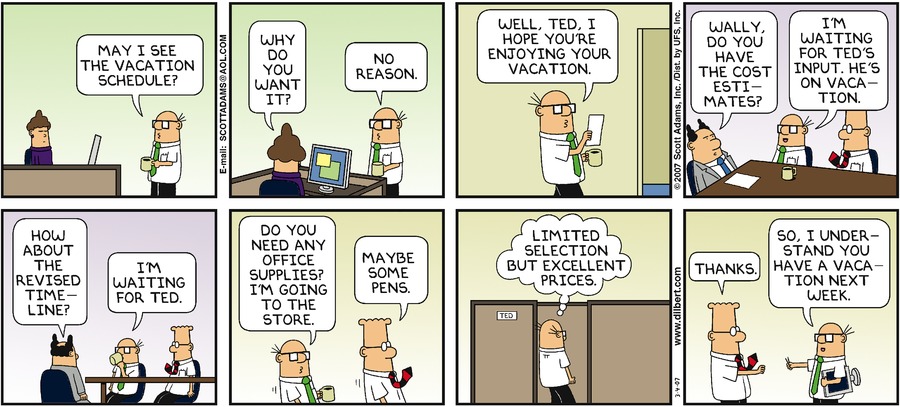 MAY I SEE
THE VACATION
SCHEDULE?
E-mail: SCOTTADAMS@AOL.COM
WHY
DO
YOU
WANT
IT?
NO
REASON.
WELL, TED, I
HOPE YOU'RE
ENJOYING YOUR
VACATION.
©2007 Scott Adams, Inc./Dist. by UFS, Inc.
WALLY,
DO YOU
HAVE
THE COST
ESTI–
MATES?
I'M
WAITING
FOR TED'S
INPUT. HE'S
ON VACA–
TION.
HOW
ABOUT
THE
REVISED
TIME–
LINE?
I'M
WAITING
FOR TED.
DO YOU
NEED ANY
OFFICE
SUPPLIES?
I'M GOING
TO THE
STORE.
MAYBE
SOME
PENS.
LIMITED
SELECTION
BUT EXCELLENT
PRICES.
TED
www.dilbert.com
3-4-07
THANKS.
SO, I UNDER–
STAND YOU
HAVE A VACA–
TION NEXT
WEEK.